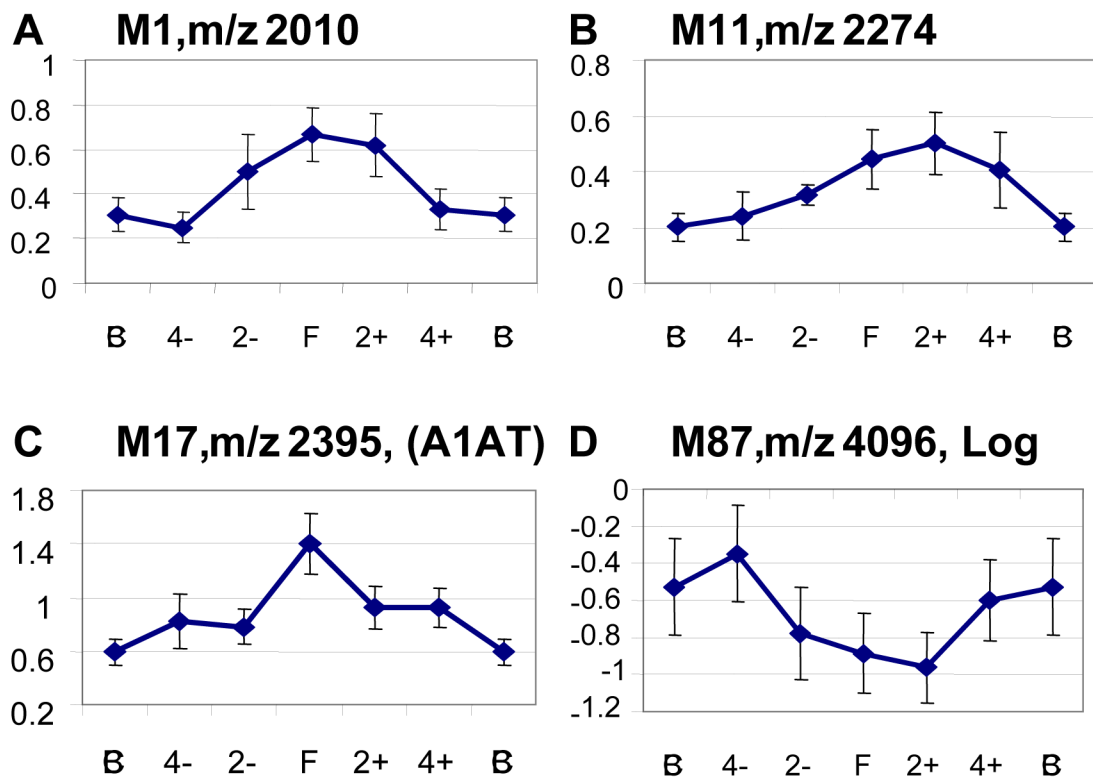 A M1,m/z 2010
1
0.8
0.6
0.4
0.2
0
4- 2- F 2+ 4+
B M11,m/z 2274
0.8
0.6
0.4
0.2
0
4- 2- F 2+ 4+
C M17,m/z 2395, (A1AT)
1.8
1.4
1
0.6
0.2
4- 2- F 2+ 4+
D M87,m/z 4096, Log
0
-0.2
-0.4
-0.6
-0.8
-1
-1.2
4- 2- F 2+ 4+